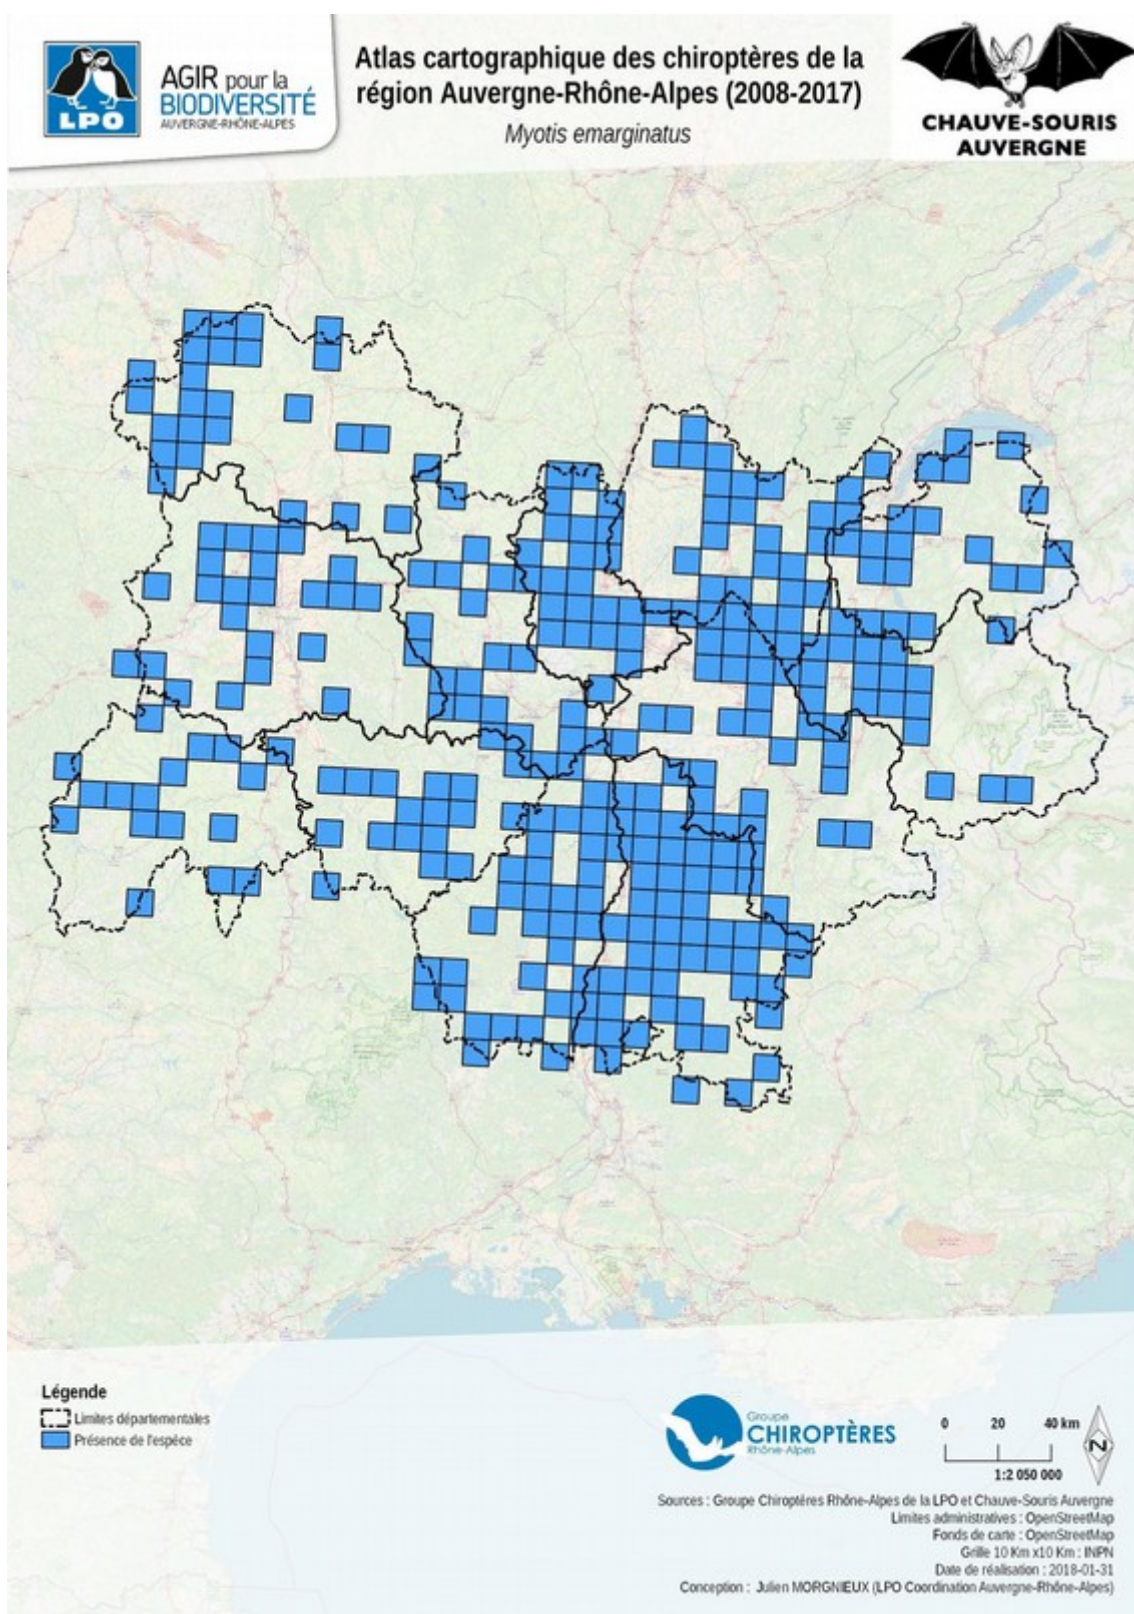 LPO
AGIR pour la
BIODIVERSITÉ
AUVERGNE-RHÔNE-ALPES
Atlas cartographique des chiroptères de la
région Auvergne-Rhône-Alpes (2008-2017)
Myotis emarginatus
CHAUVE-SOURIS
AUVERGNE
Légende
Limites départementales
Présence de l'espèce
Groupe
CHIROPTÈRES
Rhône-Alpes
0 20 40 km
N
1:2 050 000
Sources : Groupe Chiroptères Rhône-Alpes de la LPO et Chauve-Souris Auvergne
Limites administratives : OpenStreetMap
Fonds de carte : OpenStreetMap
Grille 10 Km x10 Km : INPN
Date de réalisation : 2018-01-31
Conception : Julien MORGNIEUX (LPO Coordination Auvergne-Rhône-Alpes)